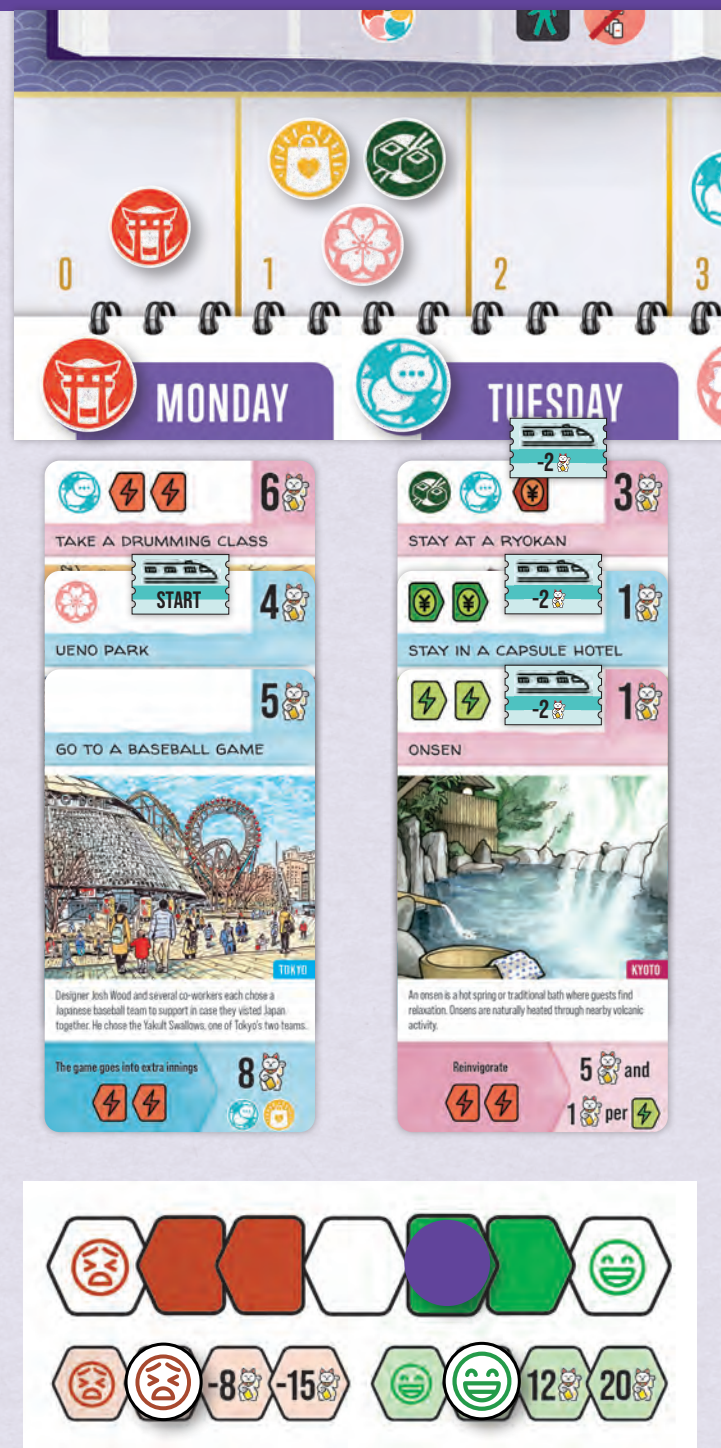 0
1
2
3
MONDAY
TUESDAY
-2
6
3
TAKE A DRUMMING CLASS
STAY AT A RYOKAN
START
4
-2
1
UENO PARK
STAY IN A CAPSULE HOTEL
5
-2
1
GO TO A BASEBALL GAME
ONSEN
TOKYO
KYOTO
Designer Josh Wood and several co-workers each chose a
Japanese baseball team to support in case they visted Japan
together. He chose the Yakult Swallows, one of Tokyo's two teams.
An onsen is a hot spring or traditional bath where guests find
relaxation. Onsens are naturally heated through nearby volcanic
activity.
The game goes into extra innings
8
Reinvigorate
5 and
1 per
-8
-15
12
20